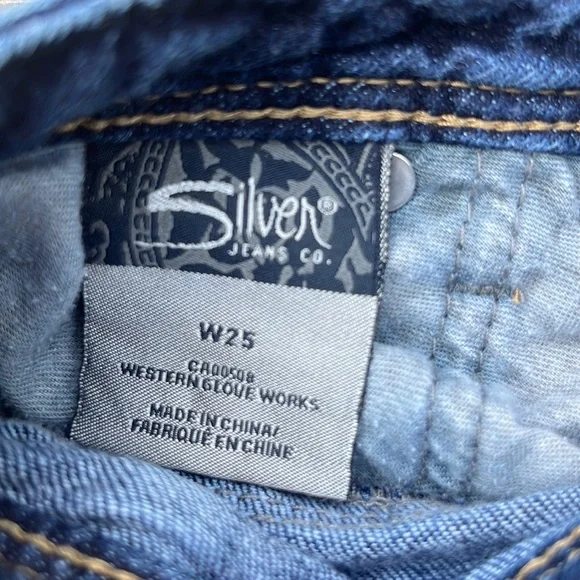 Silver®
JEANS CO.
W25
CA00508
WESTERN GLOVE WORKS
MADE IN CHINA/
FABRIQUÉ EN CHINE